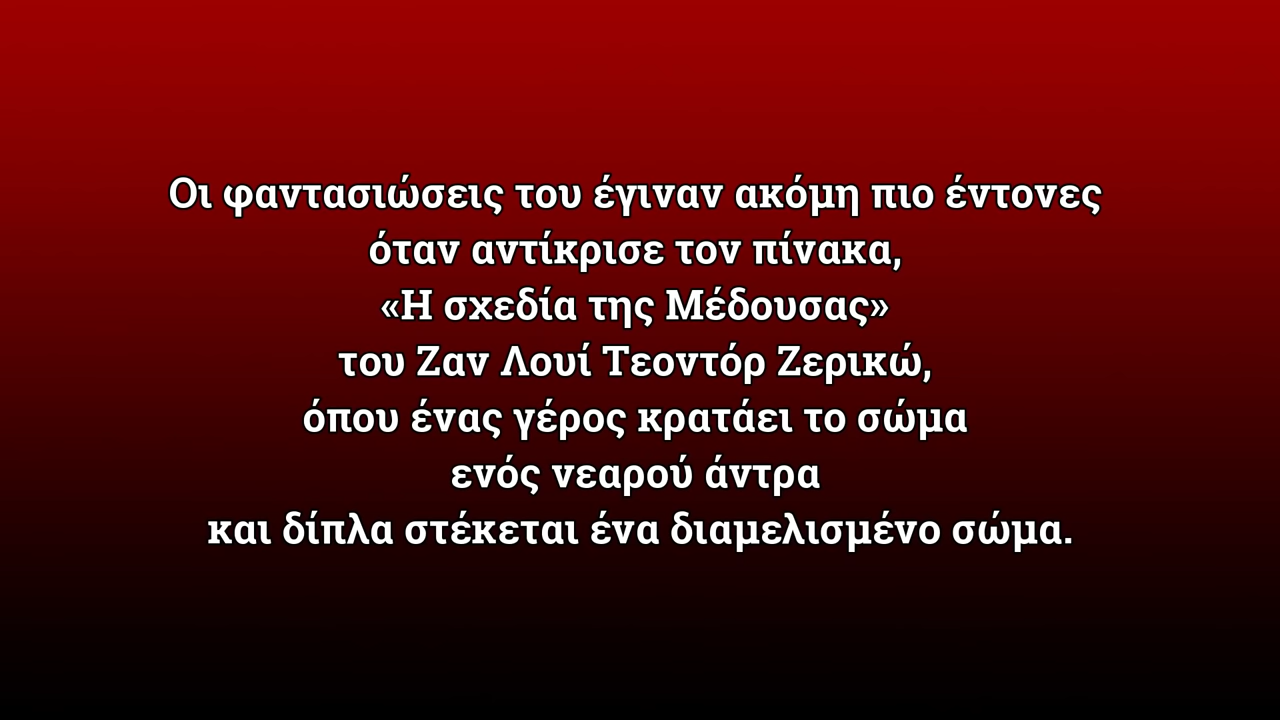 Οι φαντασιώσεις του έγιναν ακόμη πιο έντονες
όταν αντίκρισε τον πίνακα,
«Η σχεδία της Μέδουσας»
του Ζαν Λουί Τεοντόρ Ζερικώ,
όπου ένας γέρος κρατάει το σώμα
ενός νεαρού άντρα
και δίπλα στέκεται ένα διαμελισμένο σώμα.